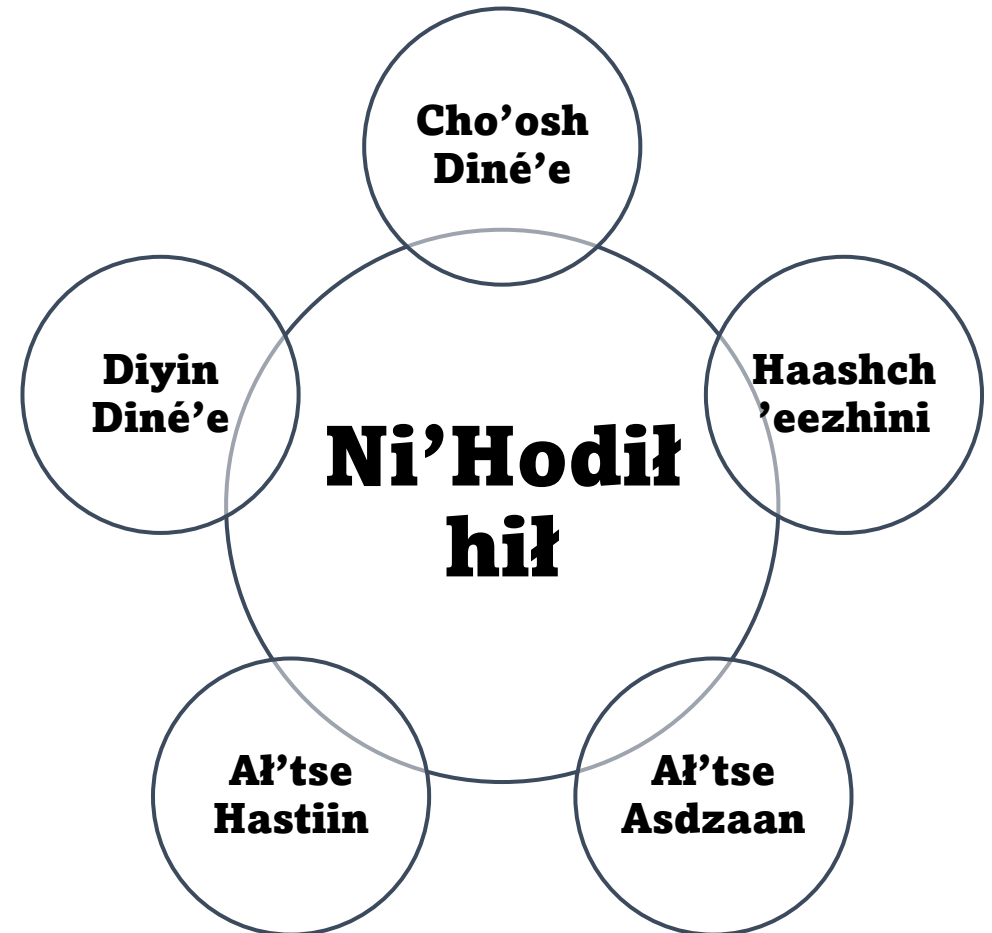 Cho’osh
Diné’e
Diyin
Diné’e
Haashch
’eezhini
Ni’Hodił
hił
Ał’tse
Hastiin
Ał’tse
Asdzaan